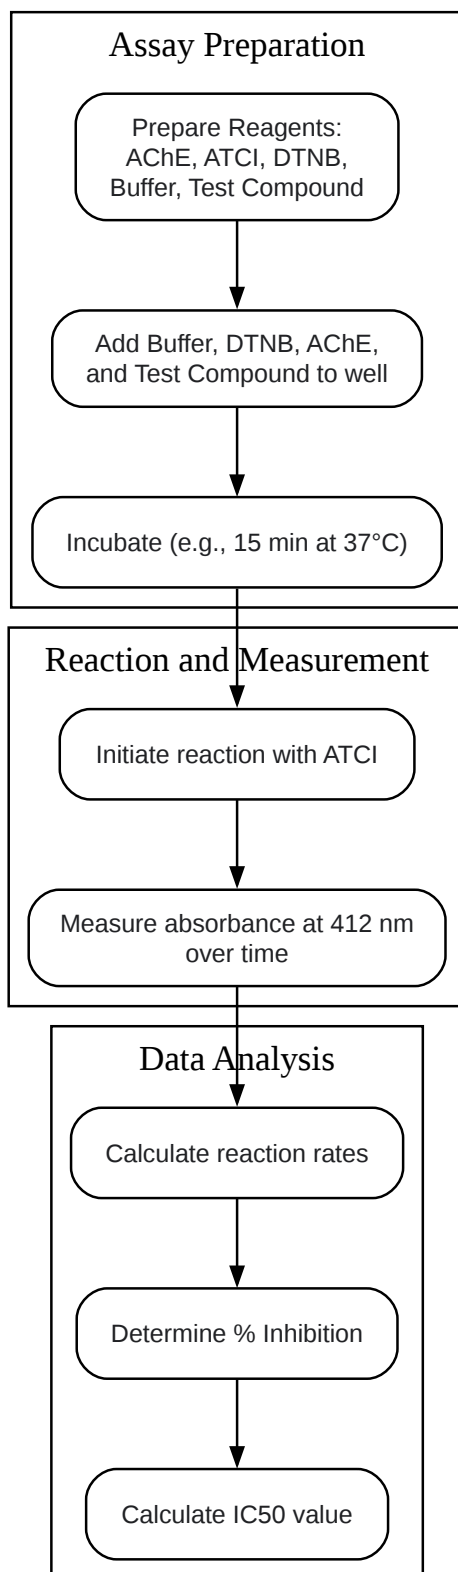 Assay Preparation
Prepare Reagents:
AChE, ATCI, DTNB,
Buffer, Test Compound
Add Buffer, DTNB, AChE,
and Test Compound to well
Incubate (e.g., 15 min at 37°C)
Reaction and Measurement
Initiate reaction with ATCI
Measure absorbance at 412 nm
over time
Data Analysis
Calculate reaction rates
Determine % Inhibition
Calculate IC50 value